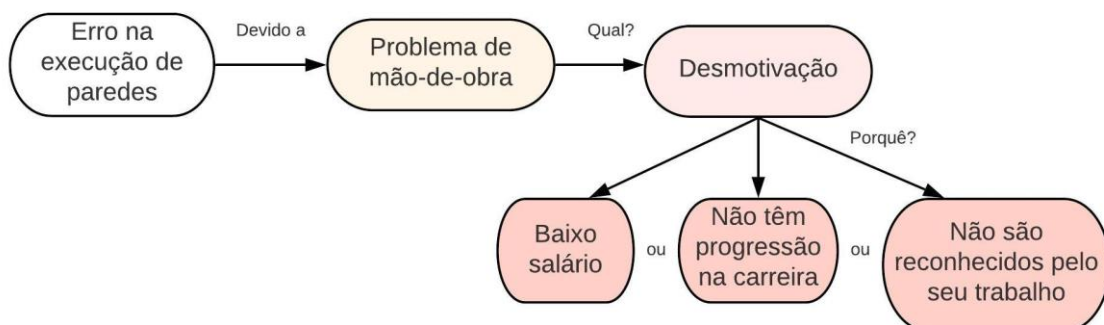 Erro na
execução de
paredes
Devido a
Problema de
mão-de-obra
Qual?
Desmotivação
Porquê?
Baixo
salário
ou
Não têm
progressão
na carreira
ou
Não são
reconhecidos pelo
seu trabalho